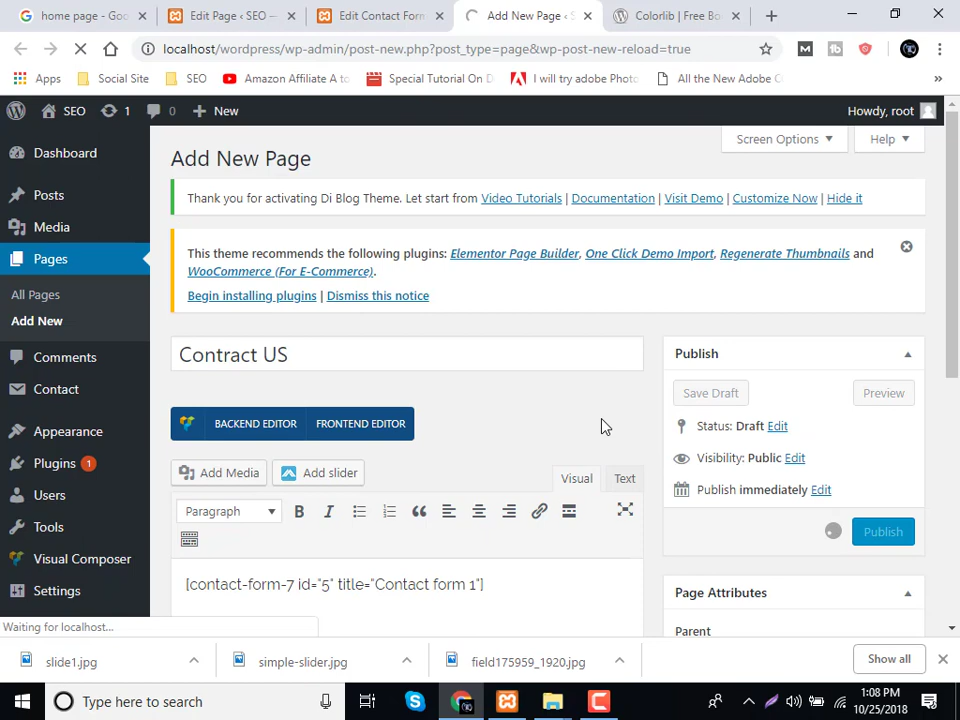 home page - Goo
Edit Page ‹ SEO —
Edit Contact Form
Add New Page ‹ S
Colorlib | Free Bo
localhost/wordpress/wp-admin/post-new.php?post_type=page&wp-post-new-reload=true
Apps
Social Site
SEO
Amazon Affiliate A to
Special Tutorial On D
I will try adobe Photo
All the New Adobe C
»
SEO
1
0
New
Howdy, root
Dashboard
Posts
Media
Pages
All Pages
Add New
Comments
Contact
Appearance
Plugins 1
Users
Tools
Visual Composer
Settings
Screen Options
Help
Add New Page
Thank you for activating Di Blog Theme. Let start from Video Tutorials | Documentation | Visit Demo | Customize Now | Hide it
This theme recommends the following plugins: Elementor Page Builder, One Click Demo Import, Regenerate Thumbnails and
WooCommerce (For E-Commerce).
Begin installing plugins | Dismiss this notice
Contract US
BACKEND EDITOR
FRONTEND EDITOR
Add Media
Add slider
Visual
Text
Paragraph
B
I
[contact-form-7 id="5" title="Contact form 1"]
Publish
Save Draft
Preview
Status: Draft Edit
Visibility: Public Edit
Publish immediately Edit
Publish
Page Attributes
Parent
Waiting for localhost...
slide1.jpg
simple-slider.jpg
field175959_1920.jpg
Show all
Type here to search
1:08 PM
10/25/2018